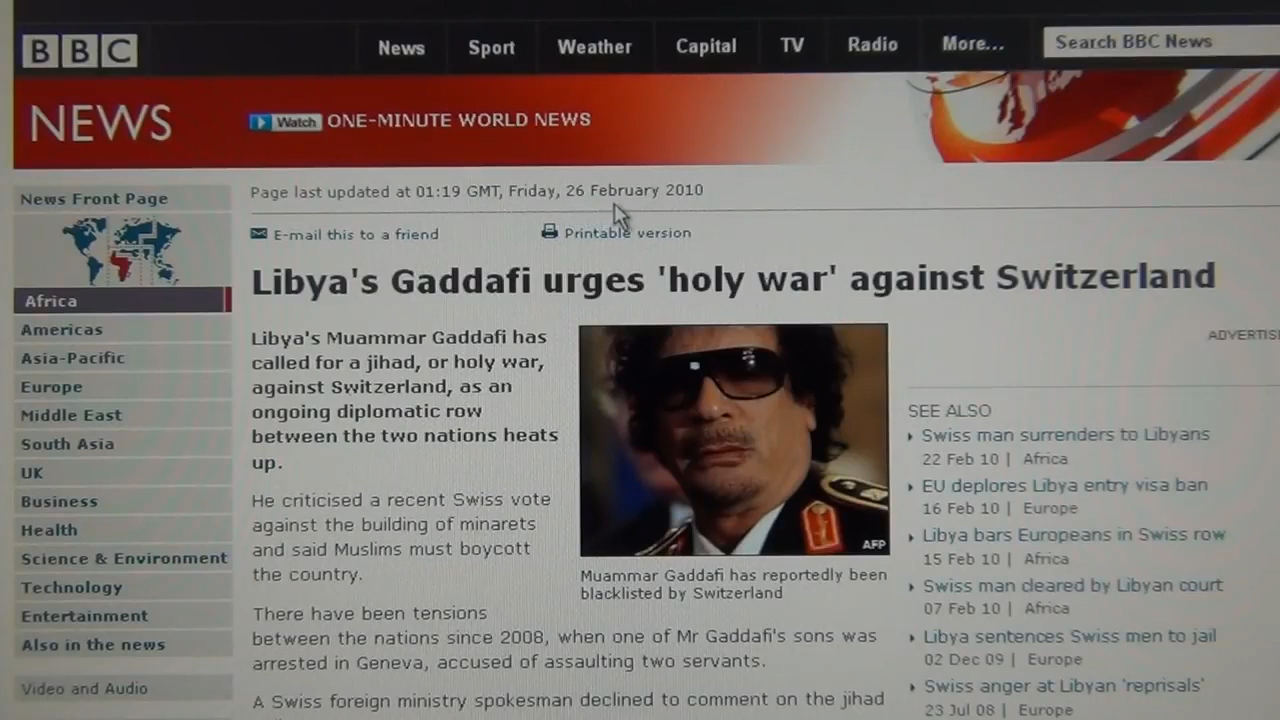 BBC
News Sport Weather Capital TV Radio More... Search BBC News
NEWS
Watch ONE-MINUTE WORLD NEWS
Page last updated at 01:19 GMT, Friday, 26 February 2010
E-mail this to a friend Printable version
Libya's Gaddafi urges 'holy war' against Switzerland
News Front Page
Africa
Americas
Asia-Pacific
Europe
Middle East
South Asia
UK
Business
Health
Science & Environment
Technology
Entertainment
Also in the news
Video and Audio
Libya's Muammar Gaddafi has
called for a jihad, or holy war,
against Switzerland, as an
ongoing diplomatic row
between the two nations heats
up.
He criticised a recent Swiss vote
against the building of minarets
and said Muslims must boycott
the country.
There have been tensions
between the nations since 2008, when one of Mr Gaddafi's sons was
arrested in Geneva, accused of assaulting two servants.
A Swiss foreign ministry spokesman declined to comment on the jihad
AFP
Muammar Gaddafi has reportedly been
blacklisted by Switzerland
ADVERTIS
SEE ALSO
Swiss man surrenders to Libyans
22 Feb 10 | Africa
EU deplores Libya entry visa ban
16 Feb 10 | Europe
Libya bars Europeans in Swiss row
15 Feb 10 | Africa
Swiss man cleared by Libyan court
07 Feb 10 | Africa
Libya sentences Swiss men to jail
02 Dec 09 | Europe
Swiss anger at Libyan 'reprisals'
23 Jul 08 | Europe